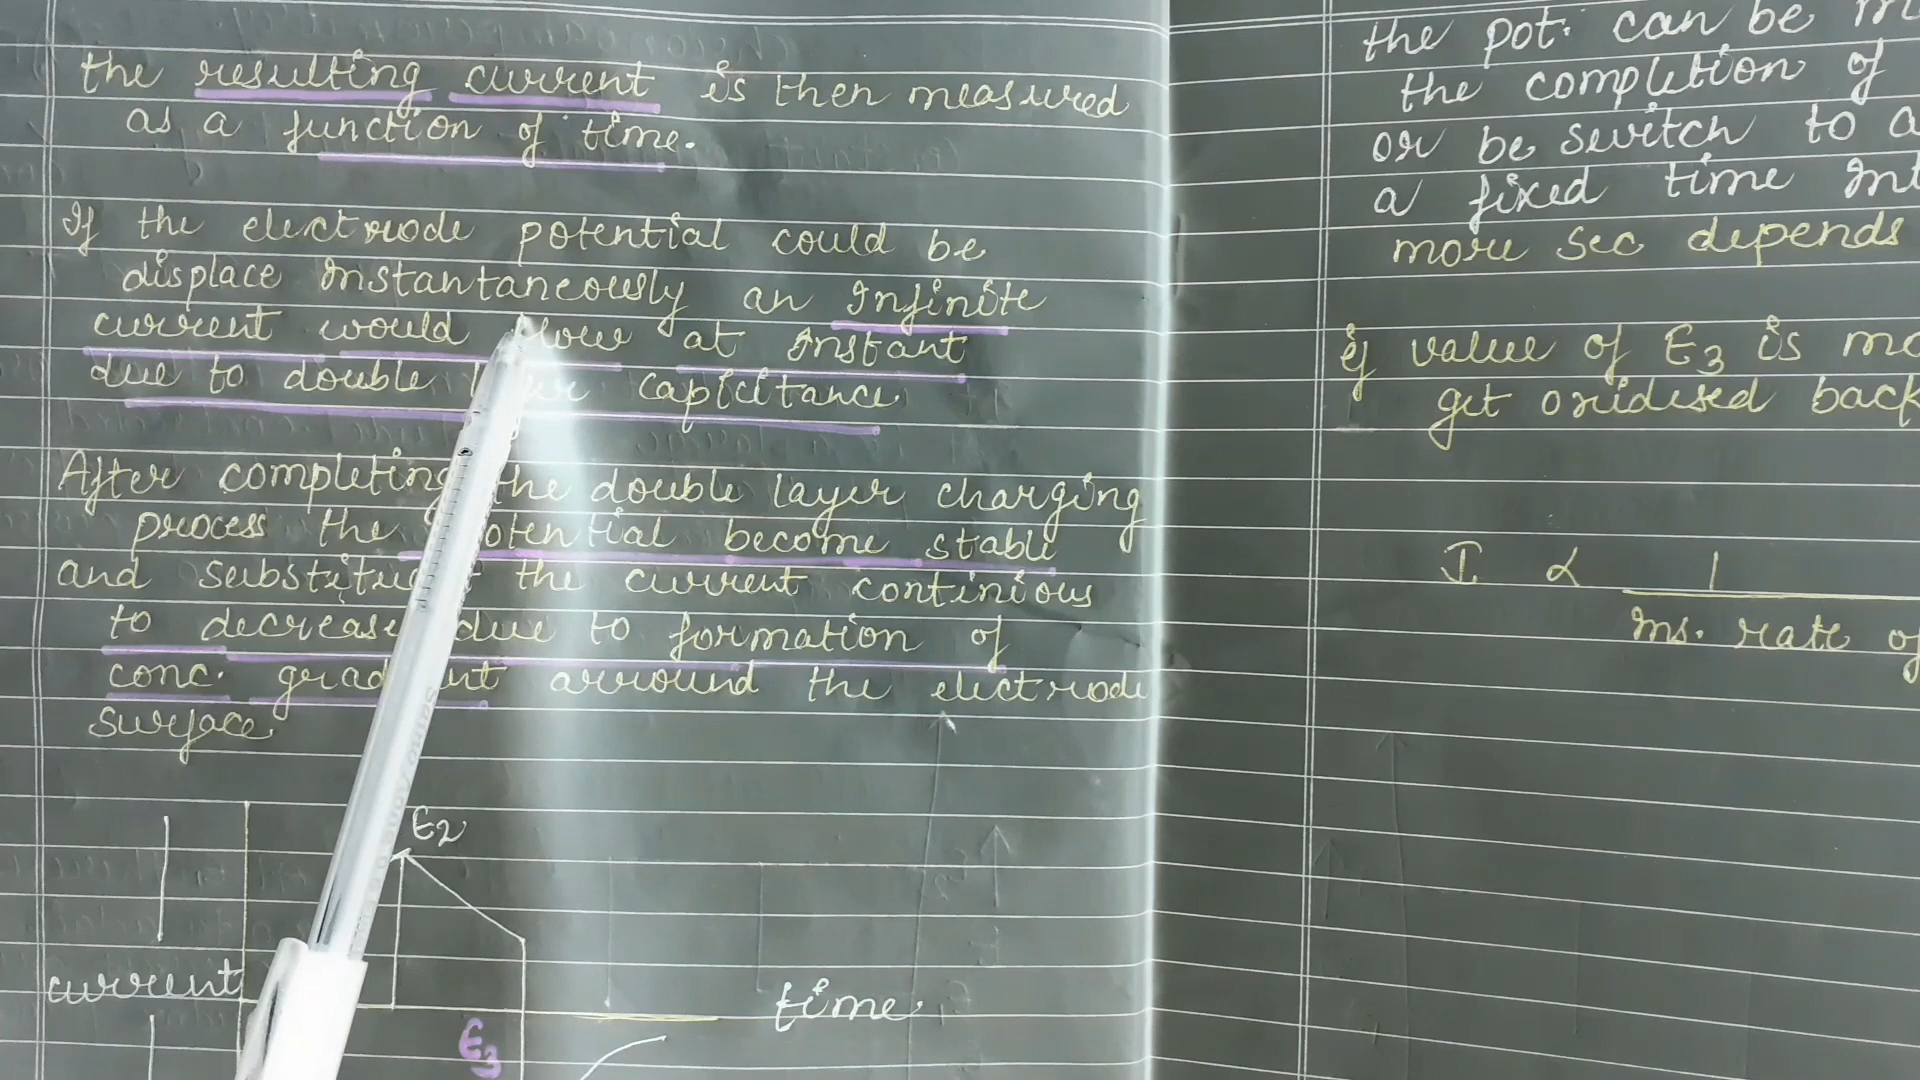 the resulting current is then measured
as a function of time.
If the electrode potential could be
displace Instantaneously an Infinite
current would at Instant
due to double capicitance.
After completing the double layer charging
process the potential become stable
and the current continious
to decrease due to formation of
conc. arround the electrode
surface
E2
current
time
E3
the pot. can be
the completion of
or be switch to a
a fixed time
more sec depends
if value of E3 is
get oxidised back
I α 1
rate of